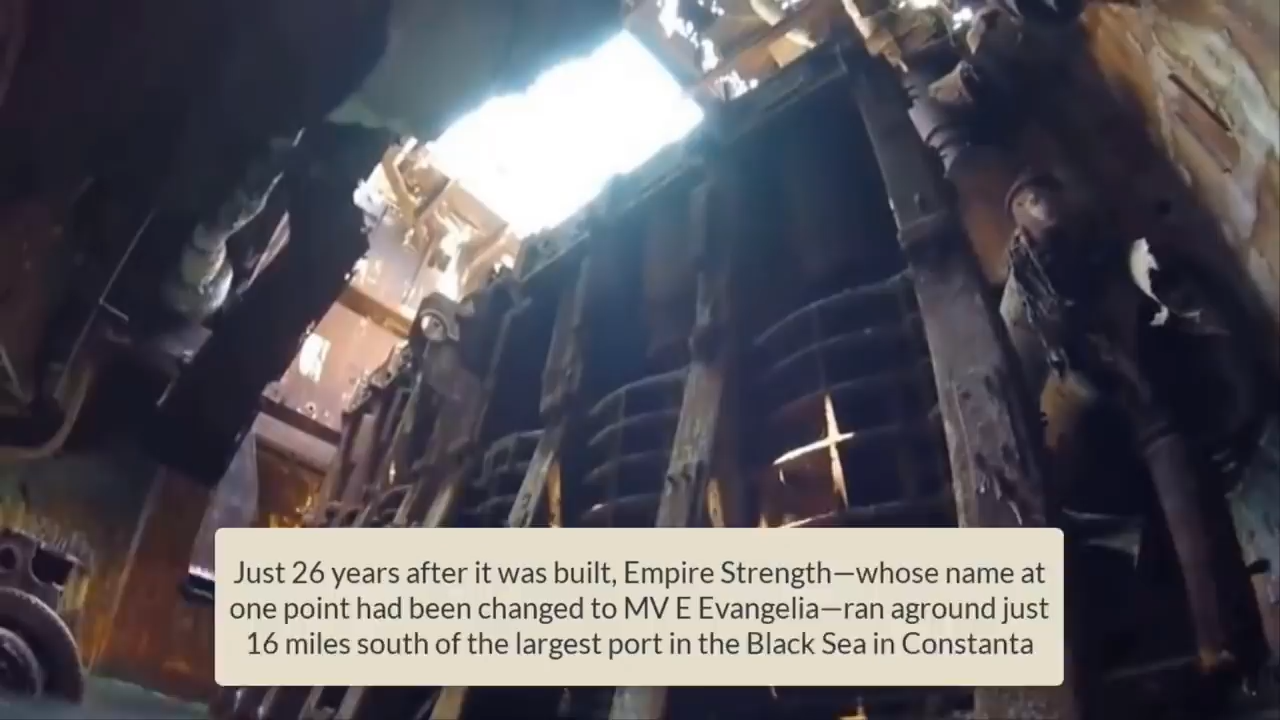 Just 26 years after it was built, Empire Strength—whose name at
one point had been changed to MV E Evangelia—ran aground just
16 miles south of the largest port in the Black Sea in Constanta